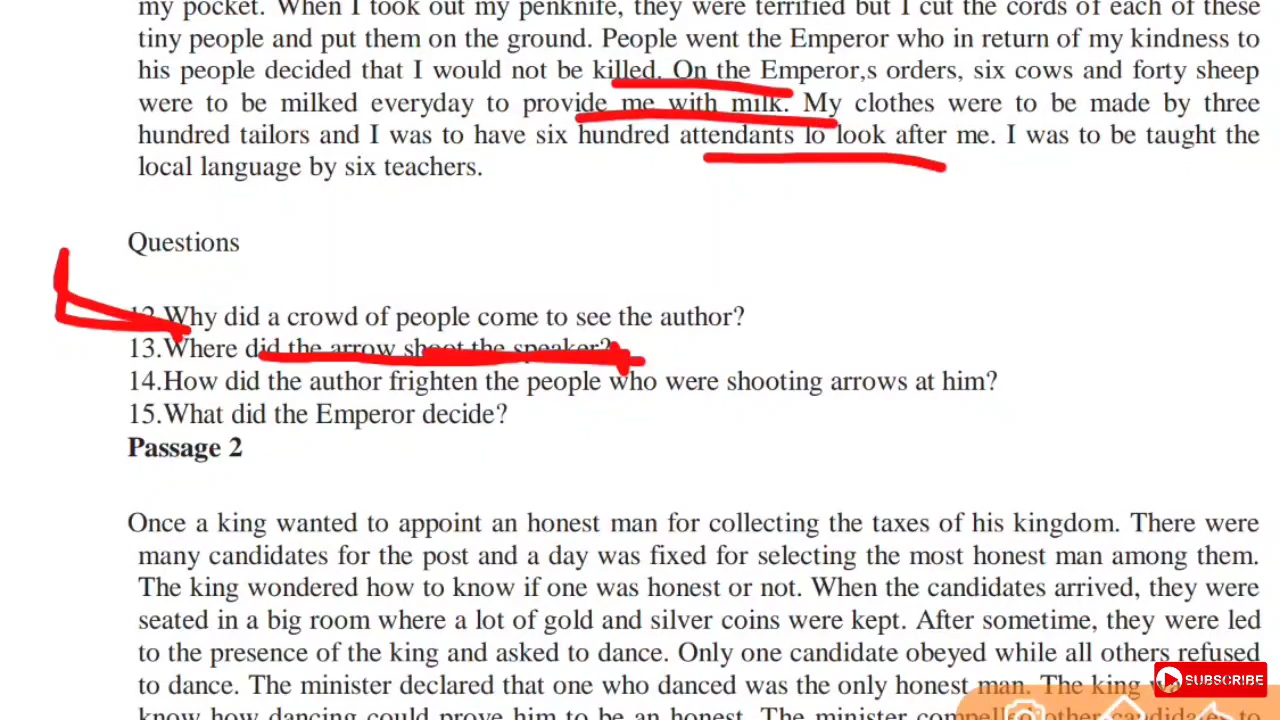 my pocket. When I took out my penknife, they were terrified but I cut the cords of each of these
tiny people and put them on the ground. People went the Emperor who in return of my kindness to
his people decided that I would not be killed. On the Emperor,s orders, six cows and forty sheep
were to be milked everyday to provide me with milk. My clothes were to be made by three
hundred tailors and I was to have six hundred attendants lo look after me. I was to be taught the
local language by six teachers.
Questions
12.Why did a crowd of people come to see the author?
13.Where did the arrow shoot the speaker?
14.How did the author frighten the people who were shooting arrows at him?
15.What did the Emperor decide?
Passage 2
Once a king wanted to appoint an honest man for collecting the taxes of his kingdom. There were
many candidates for the post and a day was fixed for selecting the most honest man among them.
The king wondered how to know if one was honest or not. When the candidates arrived, they were
seated in a big room where a lot of gold and silver coins were kept. After sometime, they were led
to the presence of the king and asked to dance. Only one candidate obeyed while all others refused
to dance. The minister declared that one who danced was the only honest man. The king
know how dancing could prove him to be an honest. The minister compelled other candidates to
SUBSCRIBE